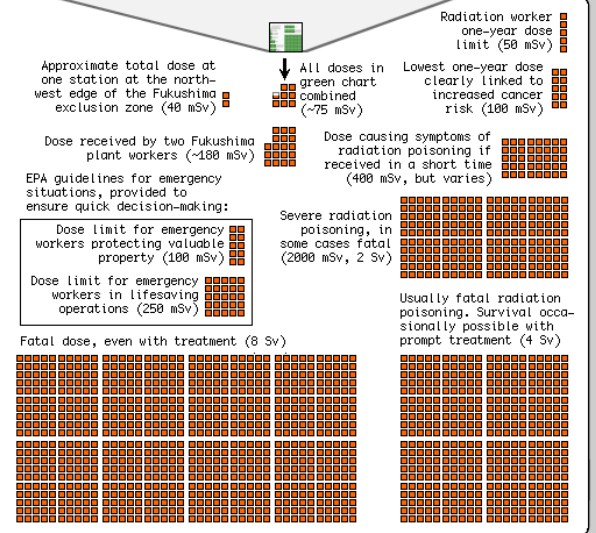 Radiation worker
one-year dose
limit (50 mSv)
Approximate total dose at
one station at the north-
west edge of the Fukushima
exclusion zone (40 mSv)
All doses in
green chart
combined
(~75 mSv)
Lowest one-year dose
clearly linked to
increased cancer
risk (100 mSv)
Dose received by two Fukushima
plant workers (~180 mSv)
Dose causing symptoms of
radiation poisoning if
received in a short time
(400 mSv, but varies)
EPA guidelines for emergency
situations, provided to
ensure quick decision-making:
Dose limit for emergency
workers protecting valuable
property (100 mSv)
Dose limit for emergency
workers in lifesaving
operations (250 mSv)
Severe radiation
poisoning, in
some cases fatal
(2000 mSv, 2 Sv)
Usually fatal radiation
poisoning. Survival occa-
sionally possible with
prompt treatment (4 Sv)
Fatal dose, even with treatment (8 Sv)